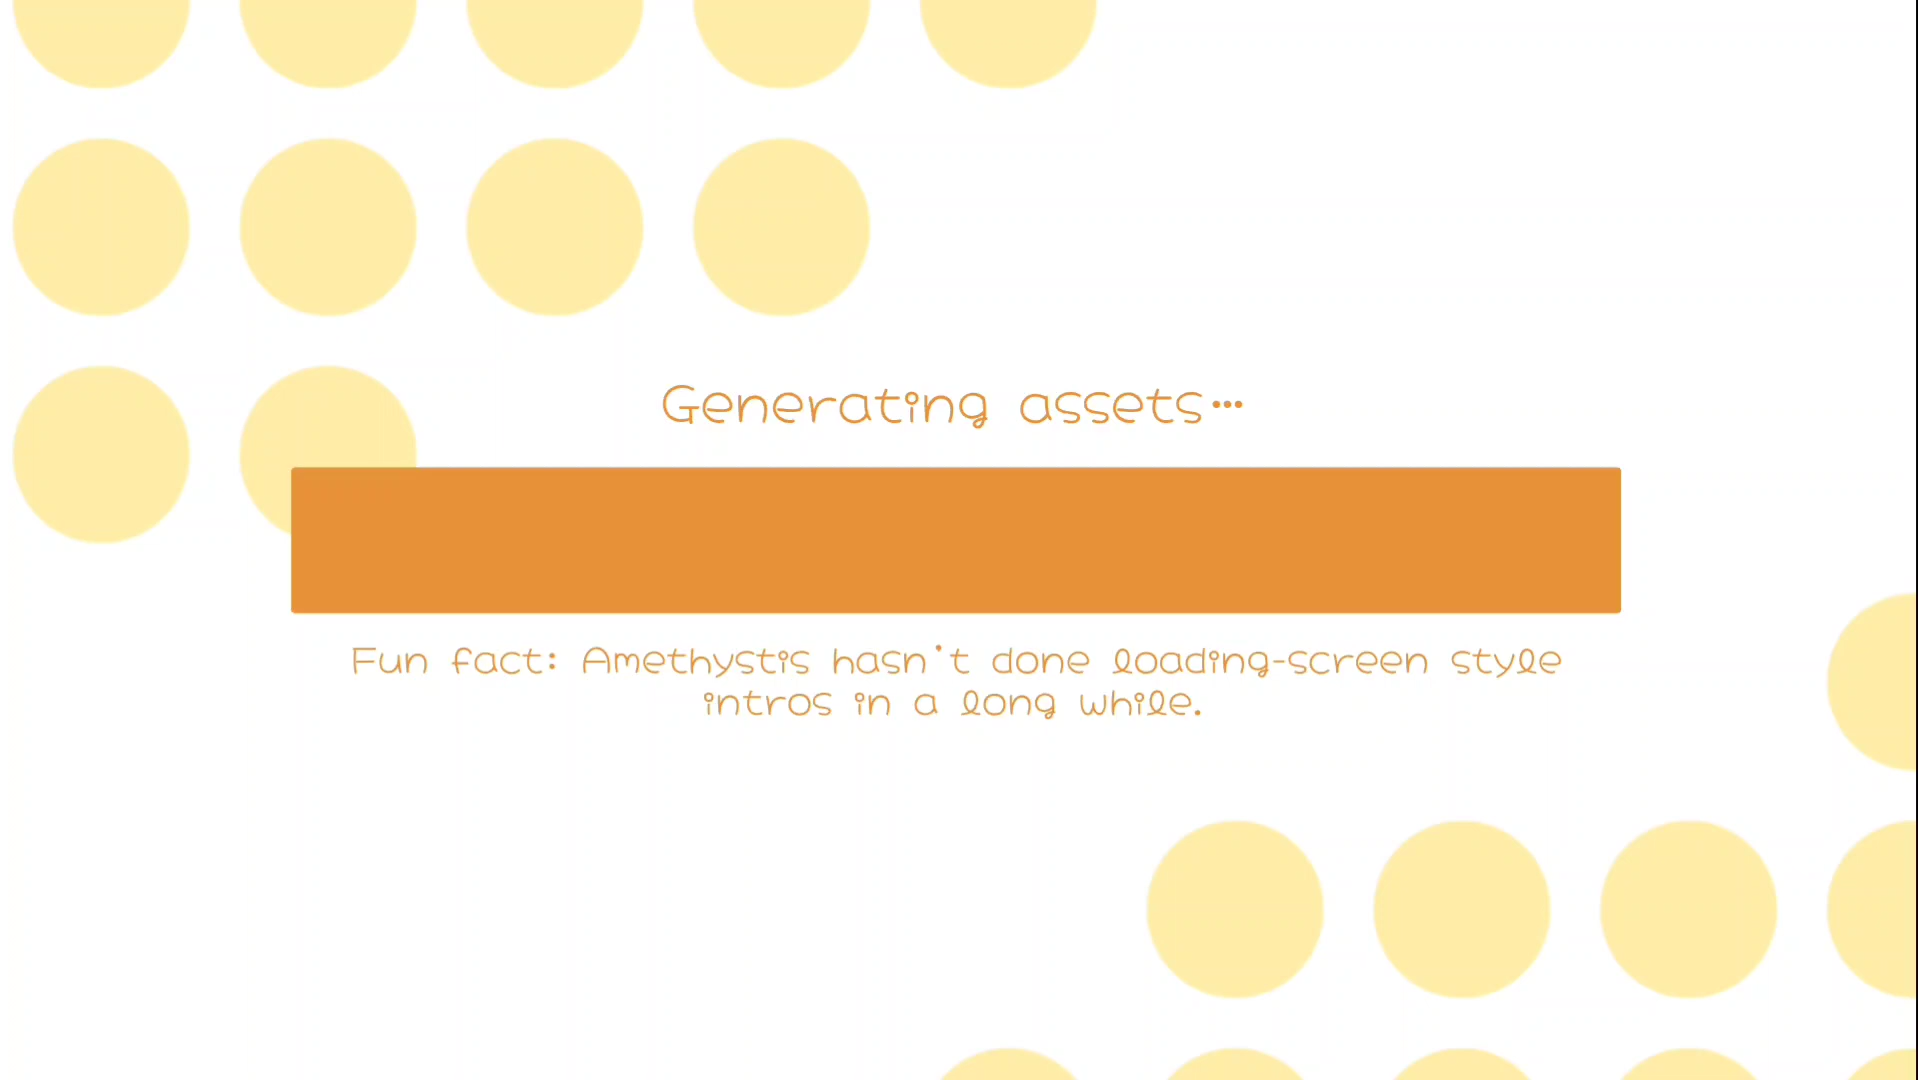 Generating assets…
Fun fact: Amethystis hasn't done loading-screen style
intros in a long while.